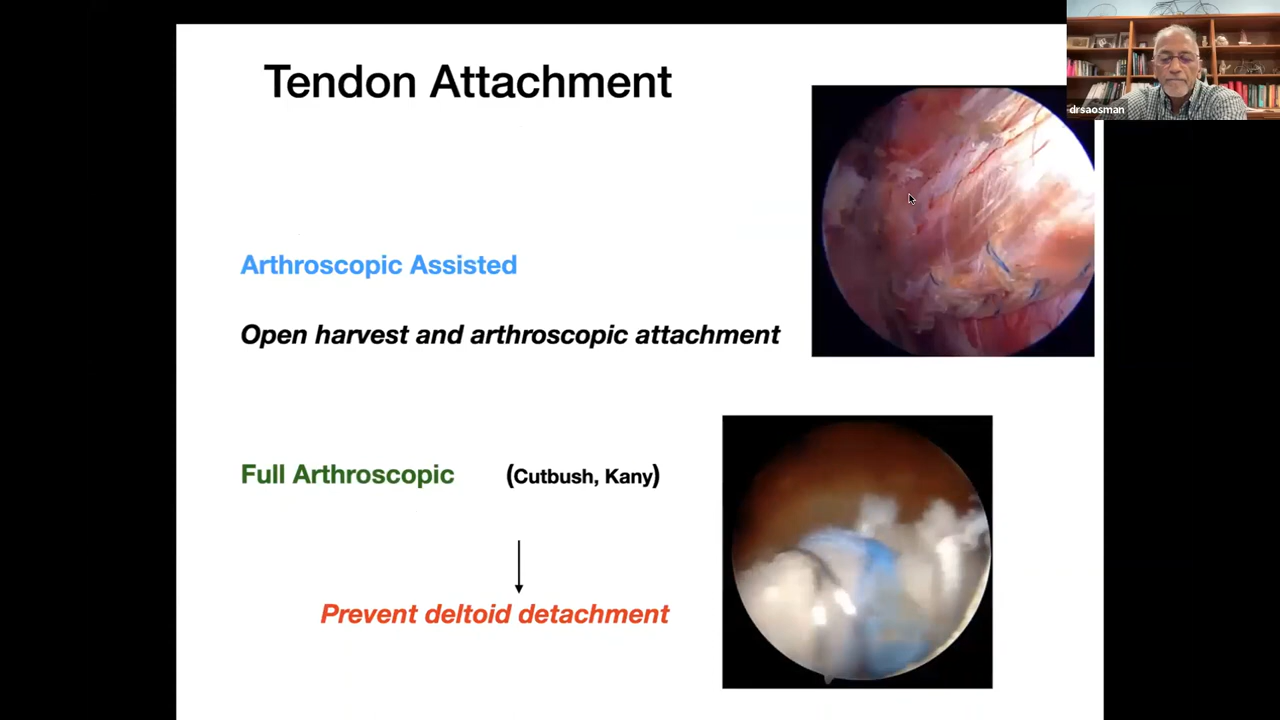 Tendon Attachment
drsaosman
Arthroscopic Assisted
Open harvest and arthroscopic attachment
Full Arthroscopic (Cutbush, Kany)
Prevent deltoid detachment